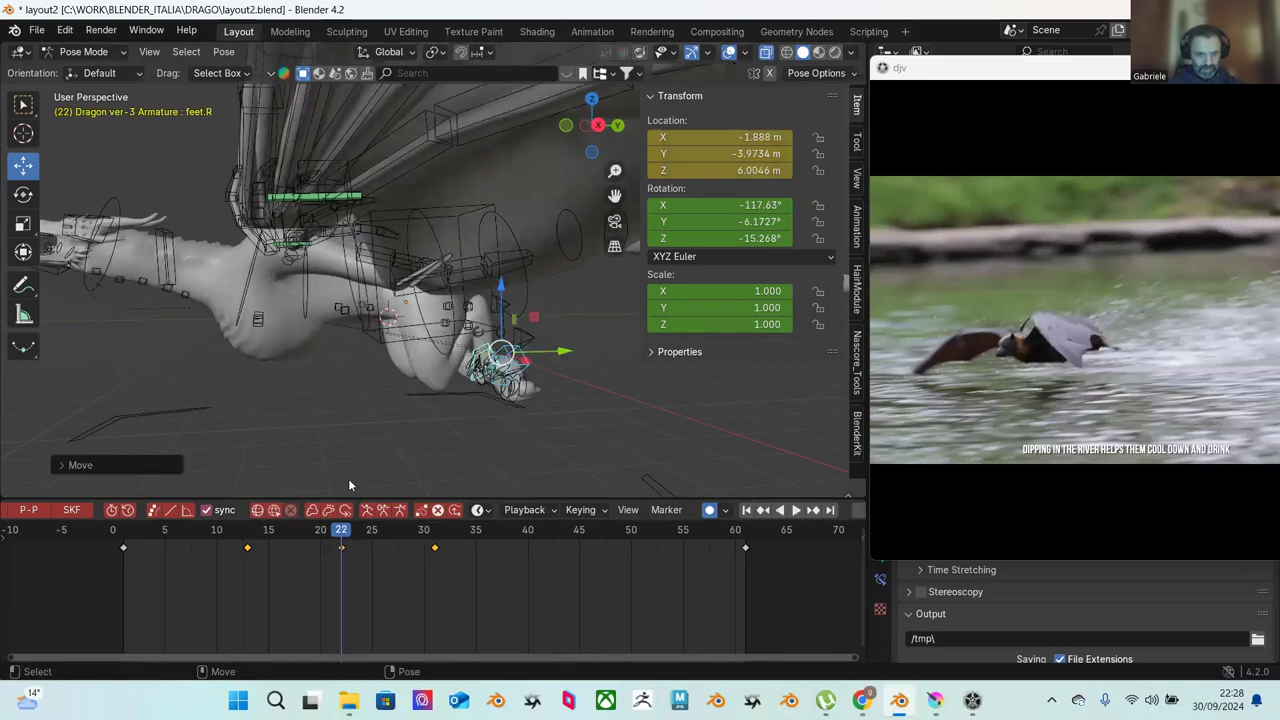 * layout2 [C:\WORK\BLENDER_ITALIA\DRAGO\layout2.blend] - Blender 4.2
File Edit Render Window Help Layout Modeling Sculpting UV Editing Texture Paint Shading Animation Rendering Compositing Geometry Nodes Scripting Scene
Pose Mode View Select Pose Global
Orientation: Default Drag: Select Box Search X Pose Options
djv
Gabriele
User Perspective
(22) Dragon ver-3 Armature : feet.R
Z
Y
X
Transform
Location:
X -1.888 m
Y -3.9734 m
Z 6.0046 m
Rotation:
X -117.63°
Y -6.1727°
Z -15.268°
XYZ Euler
Scale:
X 1.000
Y 1.000
Z 1.000
Properties
Item
Tool
View
Animation
HairModule
Nascore_Tools
BlenderKit
DIPPING IN THE RIVER HELPS THEM COOL DOWN AND DRINK
Move
P-P SKF sync Playback Keying View Marker
-10 -5 0 5 10 15 20 22 25 30 35 40 45 50 55 60 65 70
Time Stretching
Stereoscopy
Output
/tmp\
Saving File Extensions
Select Move Pose 4.2.0
14°
9
22:28
30/09/2024